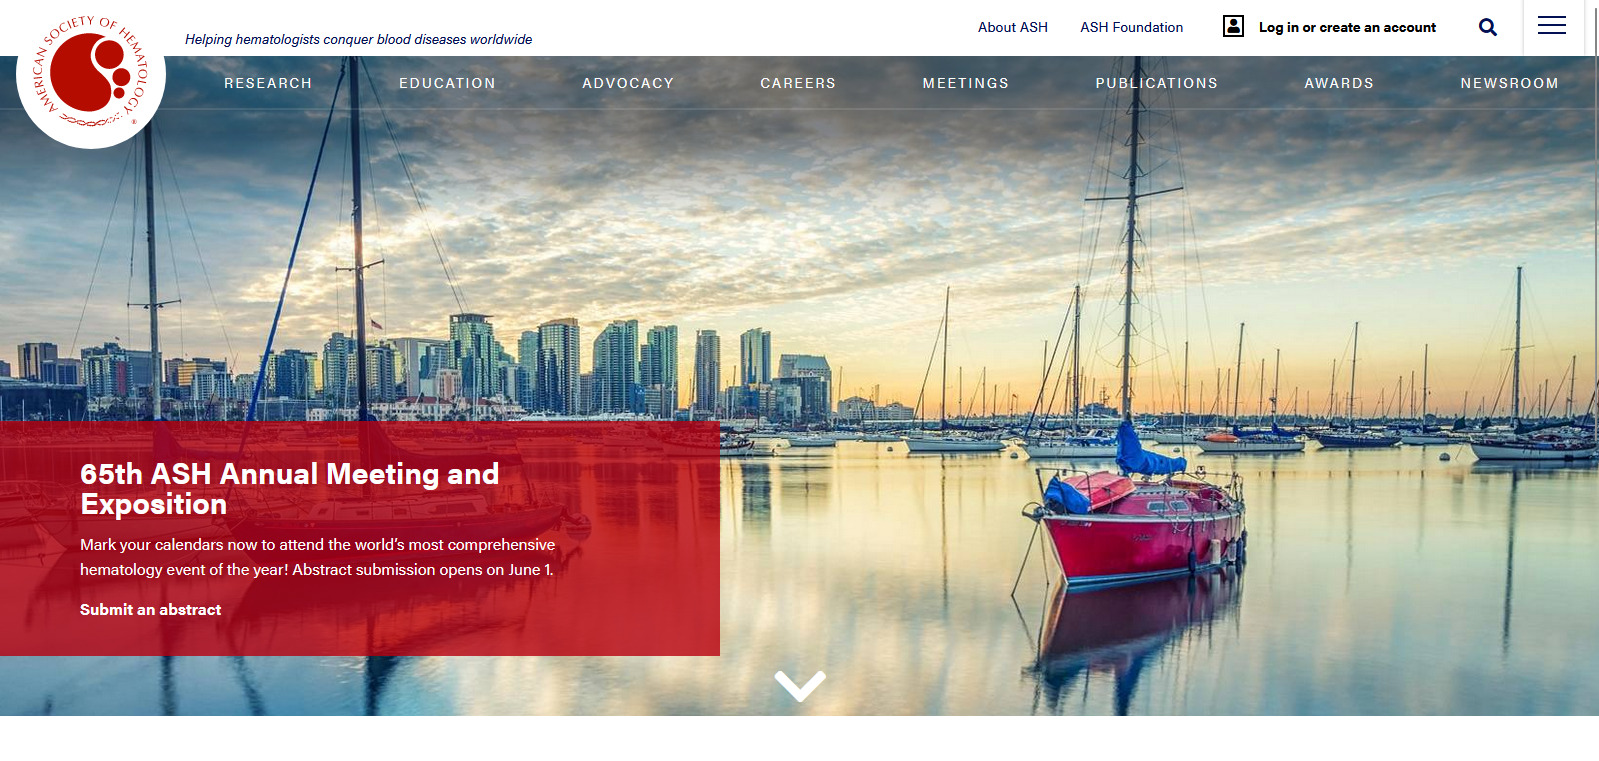 AMERICAN SOCIETY OF HEMATOLOGY
®
Helping hematologists conquer blood diseases worldwide
About ASH
ASH Foundation
Log in or create an account
RESEARCH
EDUCATION
ADVOCACY
CAREERS
MEETINGS
PUBLICATIONS
AWARDS
NEWSROOM
65th ASH Annual Meeting and
Exposition
Mark your calendars now to attend the world’s most comprehensive
hematology event of the year! Abstract submission opens on June 1.
Submit an abstract